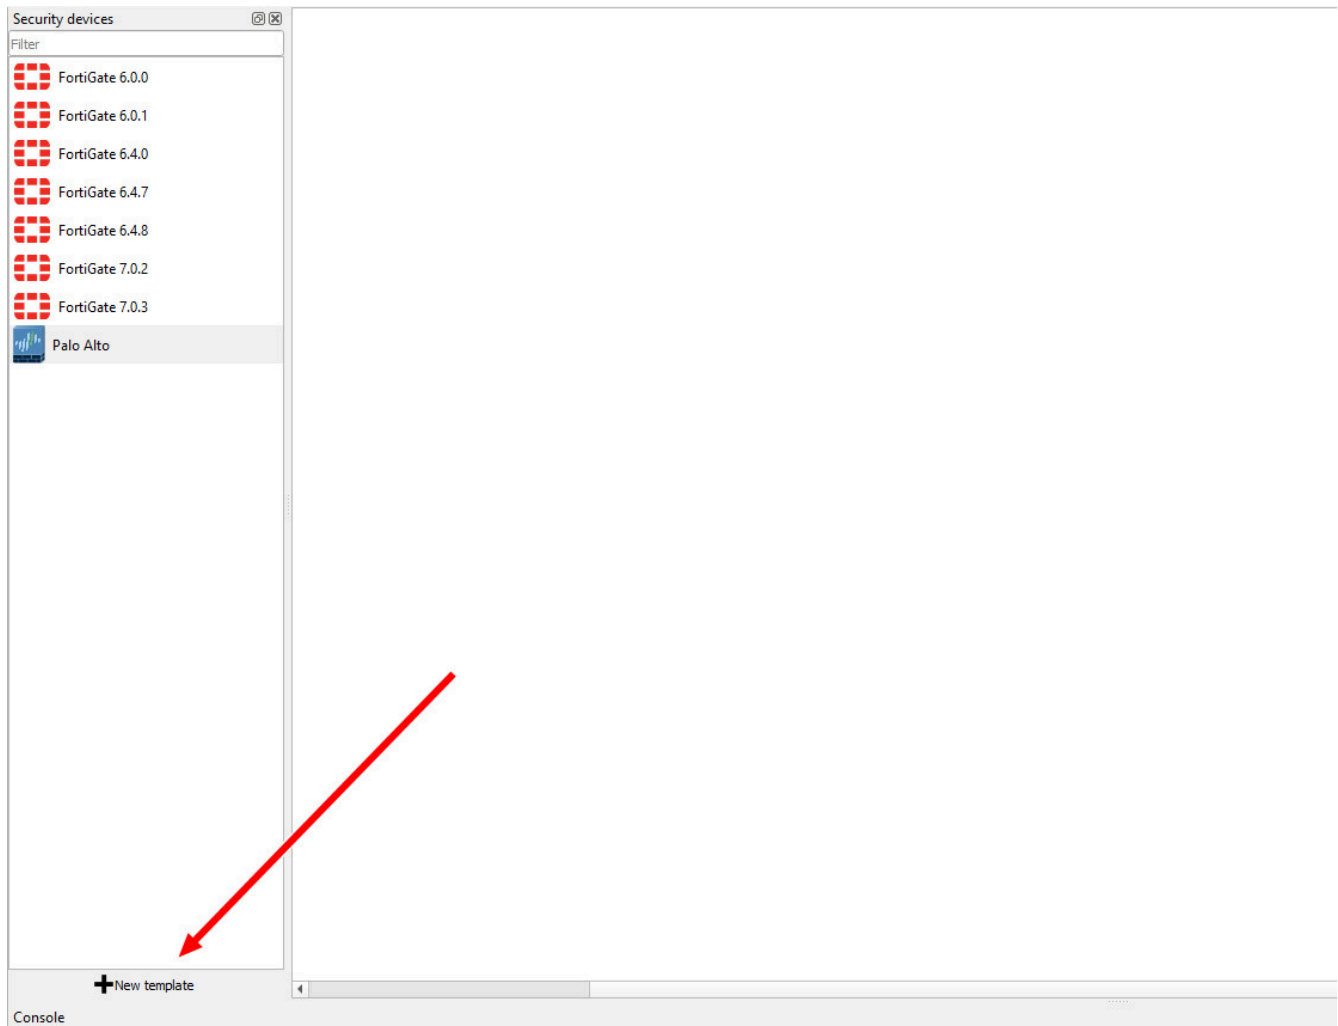 Security devices
Filter
FortiGate 6.0.0
FortiGate 6.0.1
FortiGate 6.4.0
FortiGate 6.4.7
FortiGate 6.4.8
FortiGate 7.0.2
FortiGate 7.0.3
Palo Alto
New template
Console